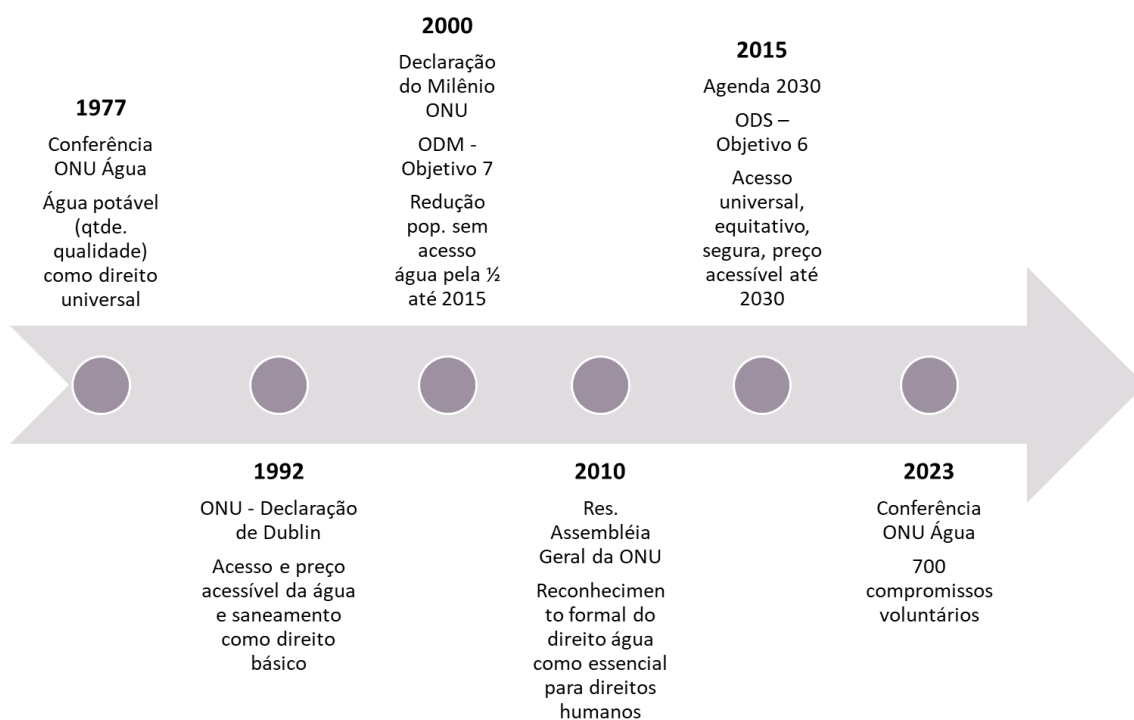 1977
Conferência
ONU Água
Água potável
(qtde.
qualidade)
como direito
universal
1992
ONU - Declaração
de Dublin
Acesso e preço
acessível da água
e saneamento
como direito
básico
2000
Declaração
do Milênio
ONU
ODM -
Objetivo 7
Redução
pop. sem
acesso
água pela ½
até 2015
2010
Res.
Assembléia
Geral da ONU
Reconhecimen
to formal do
direito água
como essencial
para direitos
humanos
2015
Agenda 2030
ODS –
Objetivo 6
Acesso
universal,
equitativo,
segura, preço
acessível até
2030
2023
Conferência
ONU Água
700
compromissos
voluntários